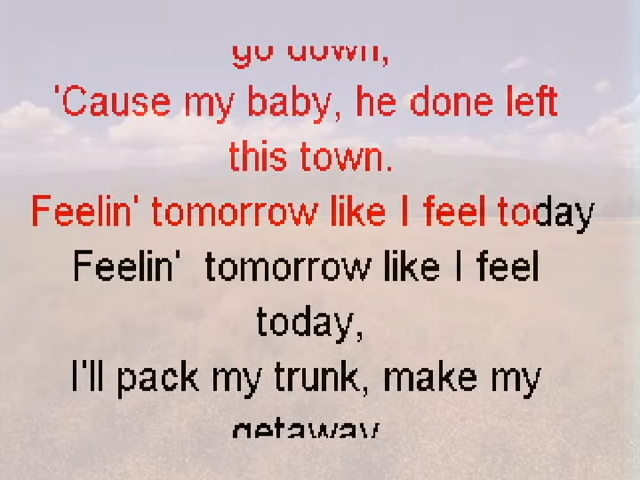 go down,
'Cause my baby, he done left
this town.
Feelin' tomorrow like I feel today
Feelin'  tomorrow like I feel
today,
I'll pack my trunk, make my
getaway